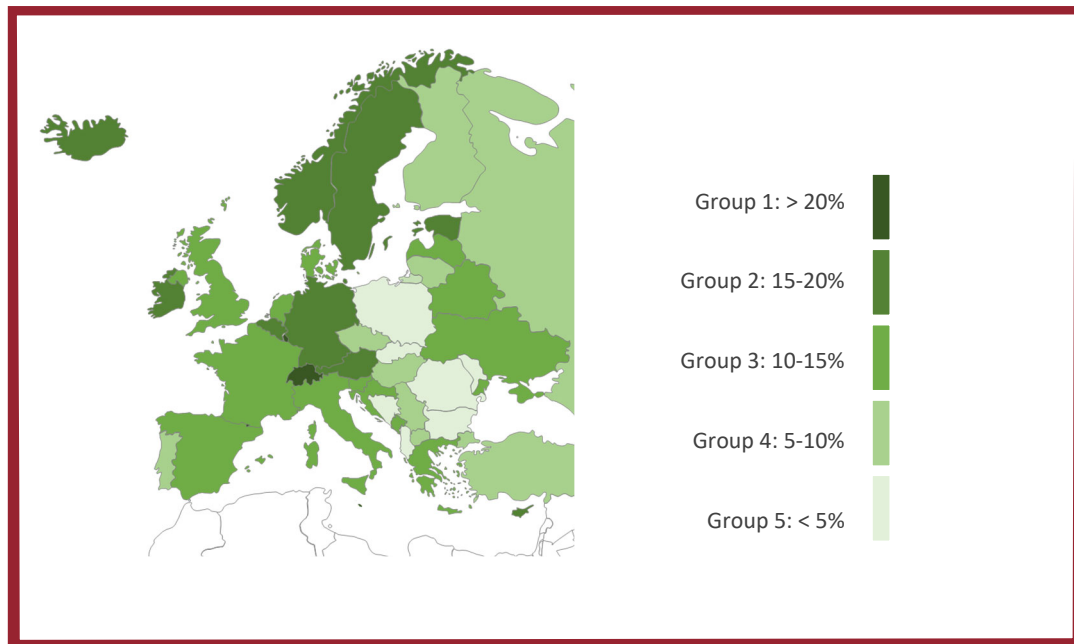 Group 1: > 20%
Group 2: 15-20%
Group 3: 10-15%
Group 4: 5-10%
Group 5: < 5%